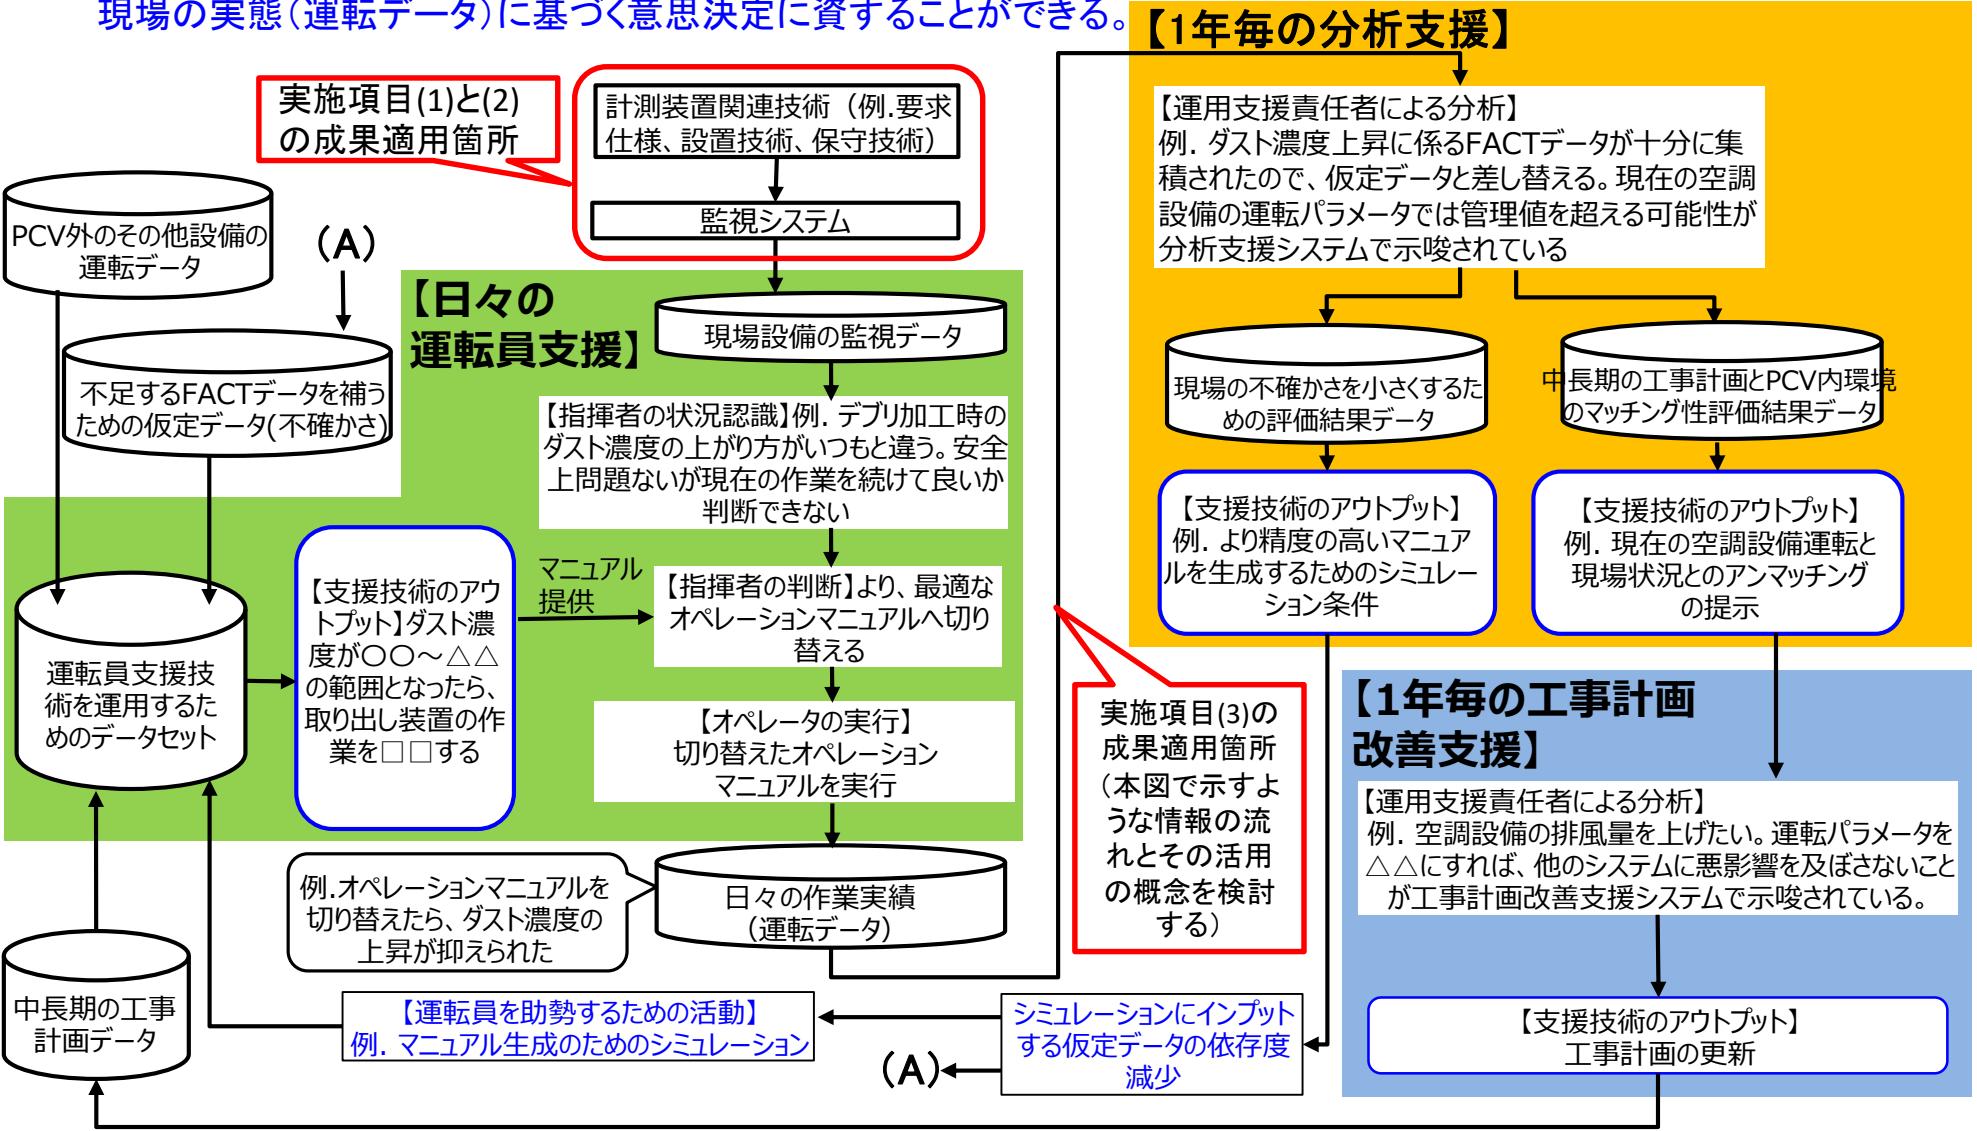 現場の実態（運転データ）に基づく意思決定に資することができる。
【1年毎の分析支援】
実施項目(1)と(2)
の成果適用箇所
計測装置関連技術（例.要求
仕様、設置技術、保守技術）
監視システム
【運用支援責任者による分析】
例．ダスト濃度上昇に係るFACTデータが十分に集
積されたので、仮定データと差し替える。現在の空調
設備の運転パラメータでは管理値を超える可能性が
分析支援システムで示唆されている
PCV外のその他設備の
運転データ
（A）
【日々の
運転員支援】
現場設備の監視データ
不足するFACTデータを補う
ための仮定データ(不確かさ)
【指揮者の状況認識】例．デブリ加工時の
ダスト濃度の上がり方がいつもと違う。安全
上問題ないが現在の作業を続けて良いか
判断できない
現場の不確かさを小さくするた
めの評価結果データ
中長期の工事計画とPCV内環境
のマッチング性評価結果データ
【支援技術のアウトプット】
例．より精度の高いマニュア
ルを生成するためのシミュレー
ション条件
【支援技術のアウトプット】
例．現在の空調設備運転と
現場状況とのアンマッチング
の提示
運転員支援技
術を運用するた
めのデータセット
【支援技術のアウ
トプット】ダスト濃
度が〇〇～△△
の範囲となったら、
取り出し装置の作
業を□□する
マニュアル
提供
【指揮者の判断】より、最適な
オペレーションマニュアルへ切り
替える
【オペレータの実行】
切り替えたオペレーション
マニュアルを実行
実施項目(3)の
成果適用箇所
（本図で示すよ
うな情報の流
れとその活用
の概念を検討
する）
【1年毎の工事計画
改善支援】
【運用支援責任者による分析】
例．空調設備の排風量を上げたい。運転パラメータを
△△にすれば、他のシステムに悪影響を及ぼさないこと
が工事計画改善支援システムで示唆されている。
例.オペレーションマニュアルを
切り替えたら、ダスト濃度の
上昇が抑えられた
日々の作業実績
（運転データ）
中長期の工事
計画データ
【運転員を助勢するための活動】
例．マニュアル生成のためのシミュレーション
シミュレーションにインプット
する仮定データの依存度
減少
（A）
【支援技術のアウトプット】
工事計画の更新